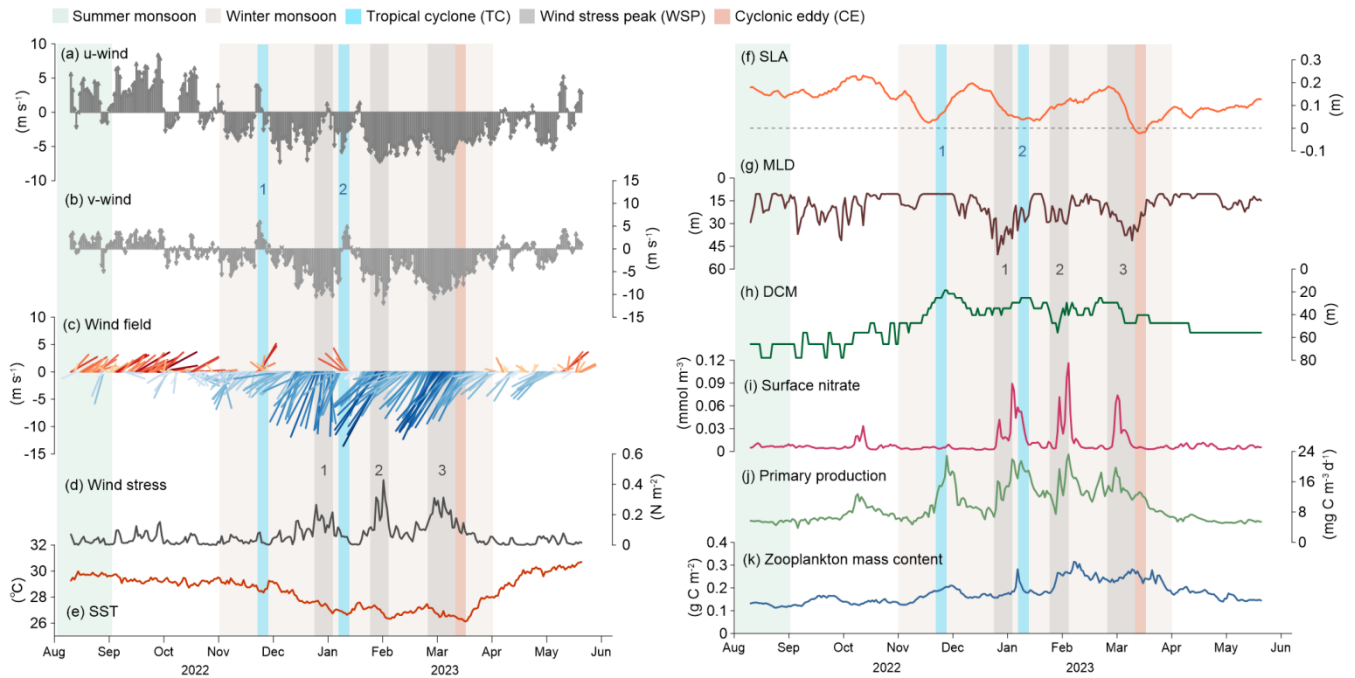 Summer monsoon Winter monsoon Tropical cyclone (TC) Wind stress peak (WSP) Cyclonic eddy (CE)
(a) u-wind
10
5
0
-5
-10
(m s⁻¹)
1 2
(b) v-wind
15
10
5
0
-5
-10
-15
(m s⁻¹)
(c) Wind field
10
5
0
-5
-10
-15
(m s⁻¹)
1 2 3
(d) Wind stress
0.6
0.4
0.2
0
(N m⁻²)
32
30
28
26
(°C)
(e) SST
Aug Sep Oct Nov Dec Jan Feb Mar Apr May Jun
2022 2023
(f) SLA
0.3
0.2
0.1
0
-0.1
(m)
1 2
(g) MLD
0
15
30
45
60
(m)
1 2 3
(h) DCM
0
20
40
60
80
(m)
0.12
0.09
0.06
0.03
0
(mmol m⁻³)
(i) Surface nitrate
(j) Primary production
24
16
8
0
(mg C m⁻³ d⁻¹)
0.4
0.3
0.2
0.1
0
(g C m⁻²)
(k) Zooplankton mass content
Aug Sep Oct Nov Dec Jan Feb Mar Apr May Jun
2022 2023